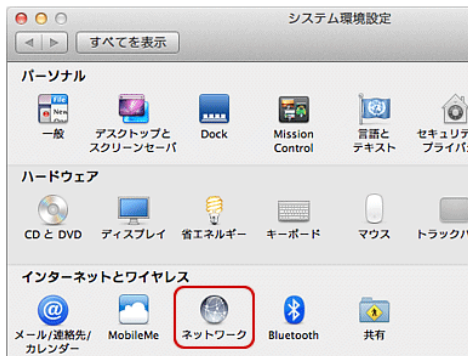 システム環境設定
すべてを表示
パーソナル
一般
デスクトップと
スクリーンセーバ
Dock
Mission
Control
言語と
テキスト
セキュリテ
プライバ
ハードウェア
CD と DVD
ディスプレイ
省エネルギー
キーボード
マウス
トラックパ
インターネットとワイヤレス
メール/連絡先/
カレンダー
MobileMe
ネットワーク
Bluetooth
共有